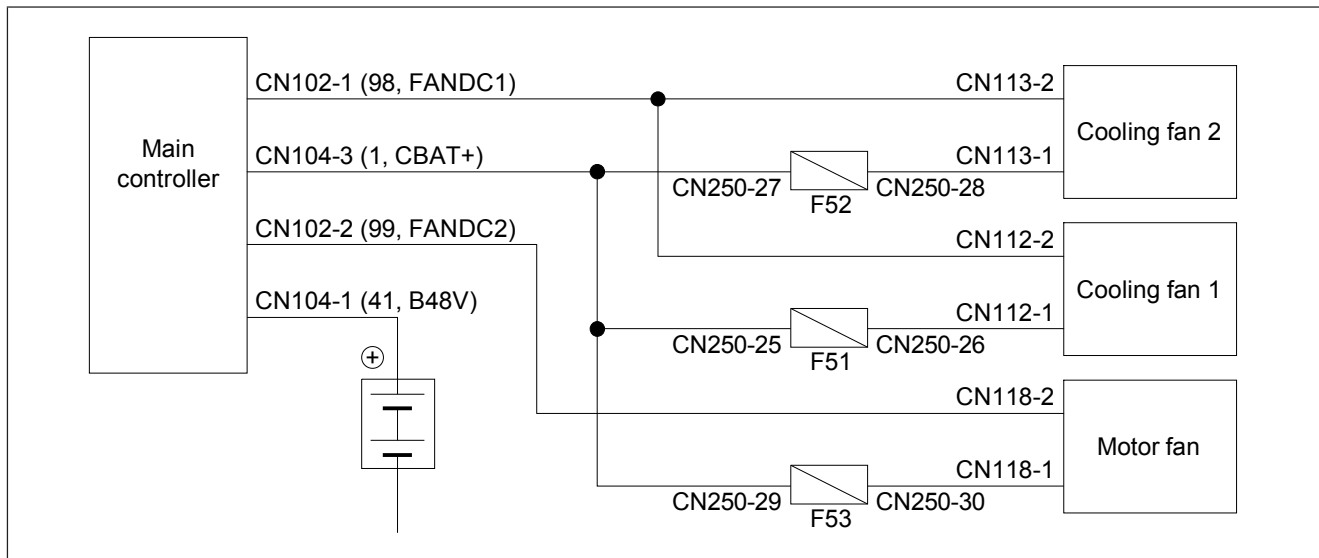 CN102-1 (98, FANDC1)
CN113-2
Cooling fan 2
Main
controller
CN104-3 (1, CBAT+)
CN113-1
CN250-27
CN250-28
F52
CN102-2 (99, FANDC2)
CN112-2
Cooling fan 1
CN104-1 (41, B48V)
CN112-1
CN250-25
CN250-26
F51
+
CN118-2
Motor fan
CN118-1
CN250-29
CN250-30
F53